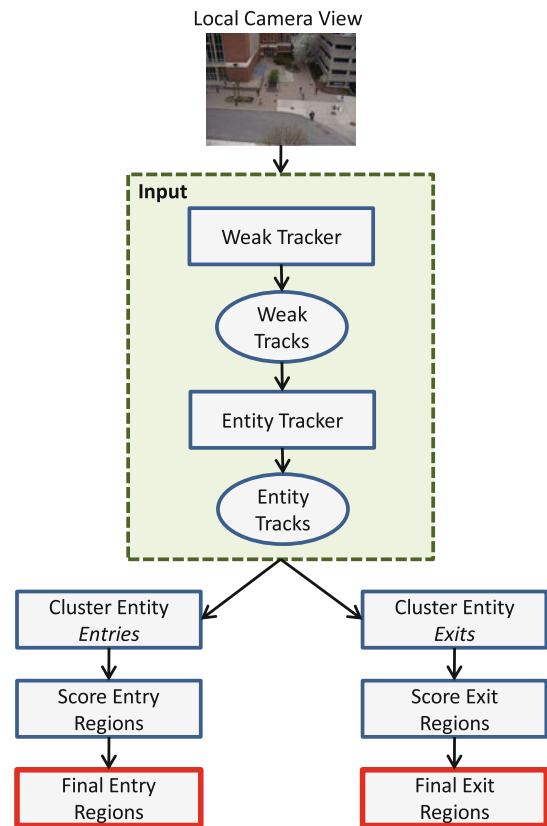 Local Camera View
Input
Weak Tracker
Weak
Tracks
Entity Tracker
Entity
Tracks
Cluster Entity
Entries
Score Entry
Regions
Final Entry
Regions
Cluster Entity
Exits
Score Exit
Regions
Final Exit
Regions